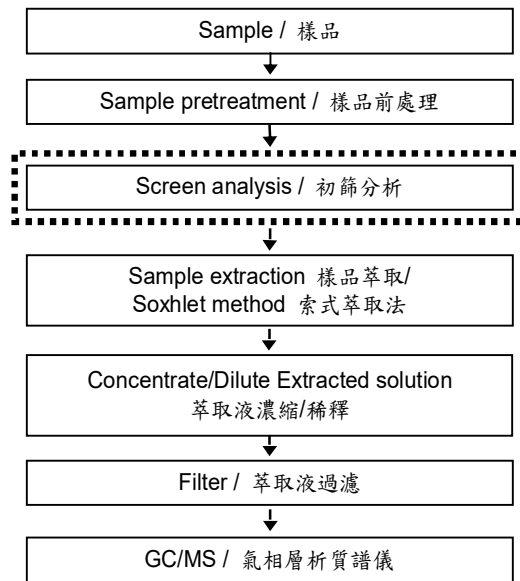 Sample / 樣品
Sample pretreatment / 樣品前處理
Screen analysis / 初篩分析
Sample extraction 樣品萃取/
Soxhlet method 索式萃取法
Concentrate/Dilute Extracted solution
萃取液濃縮/稀釋
Filter / 萃取液過濾
GC/MS / 氣相層析質譜儀